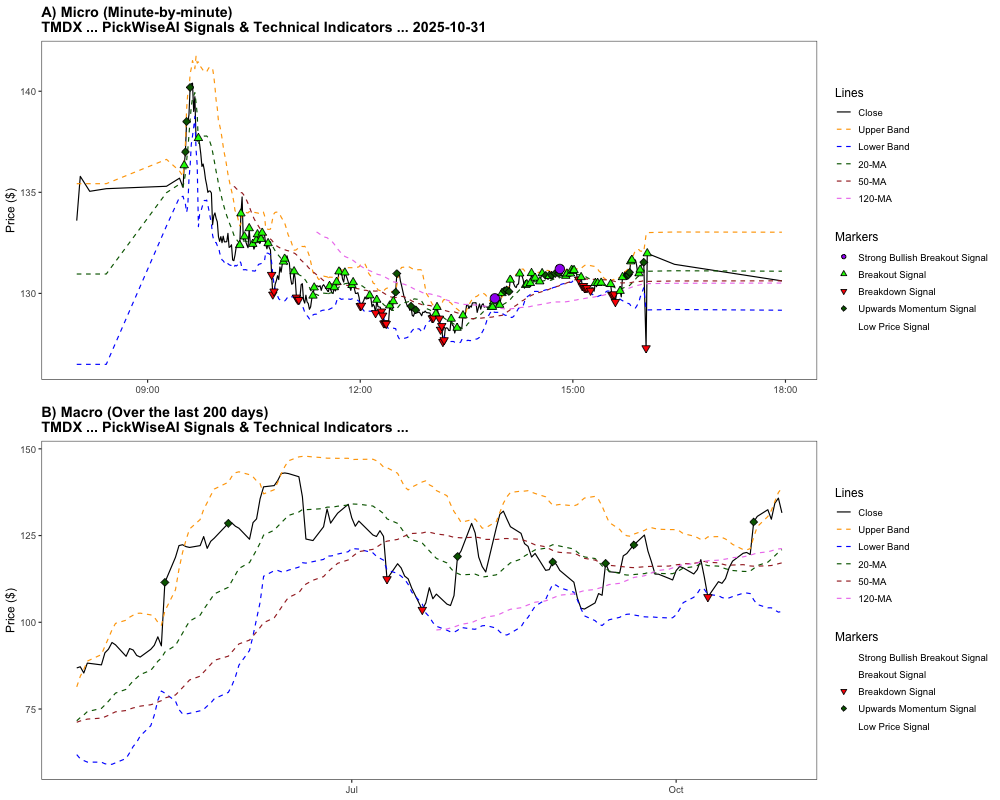 A) Micro (Minute-by-minute)
TMDX ... PickWiseAI Signals & Technical Indicators ... 2025-10-31
Price ($)
140
135
130
09:00
12:00
15:00
18:00
Lines
Close
Upper Band
Lower Band
20-MA
50-MA
120-MA
Markers
Strong Bullish Breakout Signal
Breakout Signal
Breakdown Signal
Upwards Momentum Signal
Low Price Signal
B) Macro (Over the last 200 days)
TMDX ... PickWiseAI Signals & Technical Indicators ...
Price ($)
150
125
100
75
Jul
Oct
Lines
Close
Upper Band
Lower Band
20-MA
50-MA
120-MA
Markers
Strong Bullish Breakout Signal
Breakout Signal
Breakdown Signal
Upwards Momentum Signal
Low Price Signal